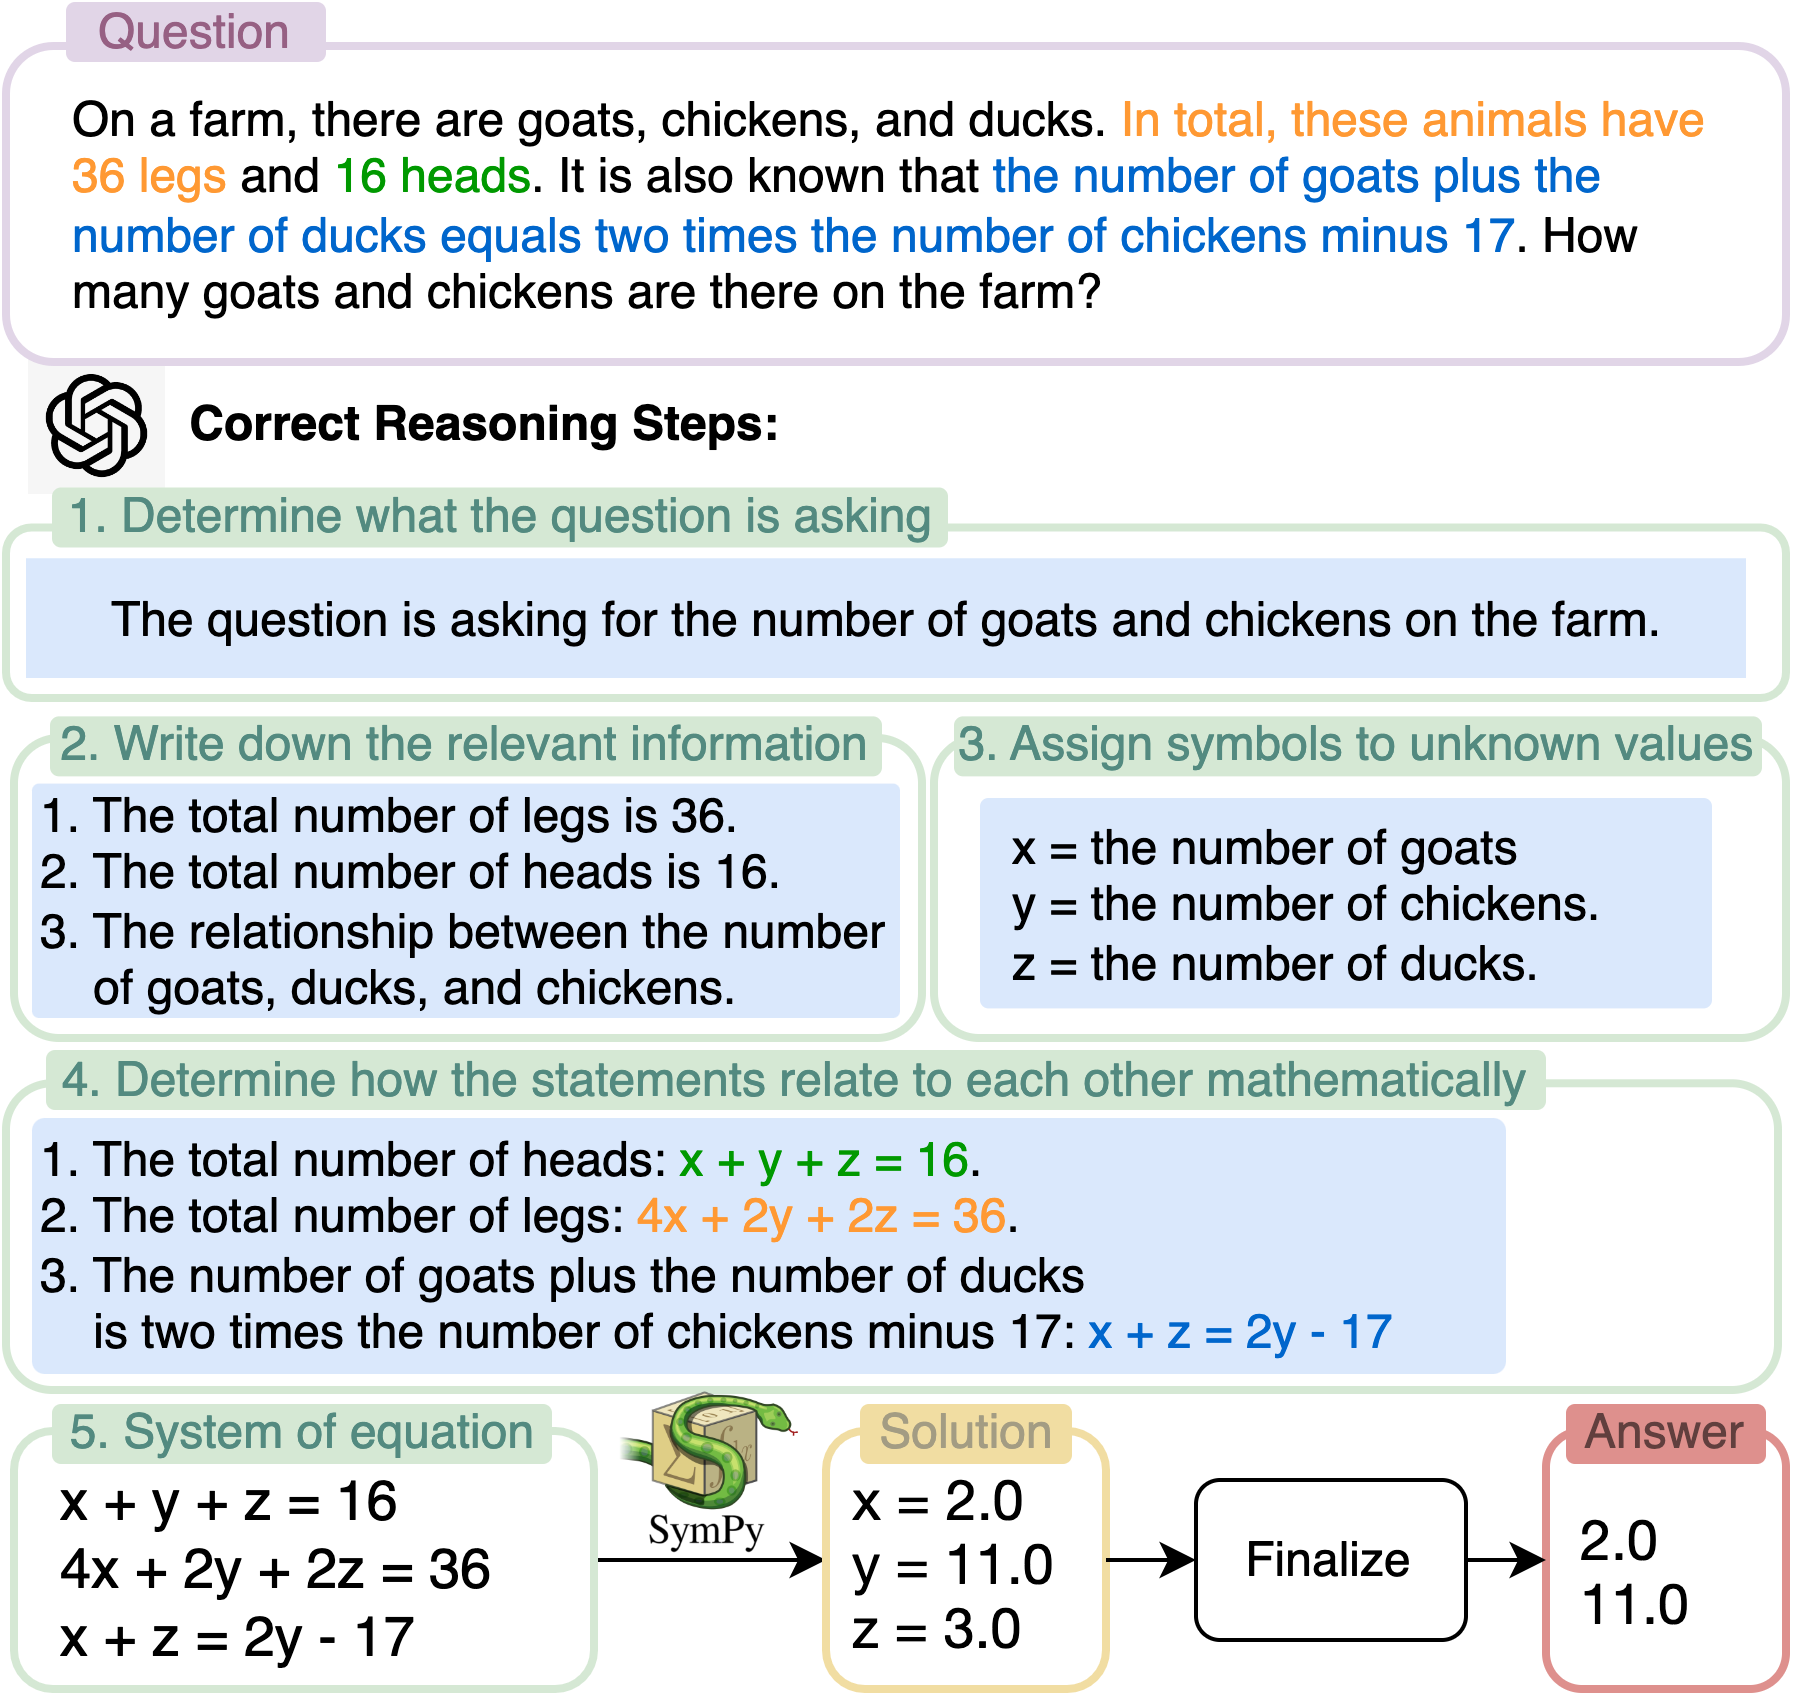 Question
On a farm, there are goats, chickens, and ducks. In total, these animals have
36 legs and 16 heads. It is also known that the number of goats plus the
number of ducks equals two times the number of chickens minus 17. How
many goats and chickens are there on the farm?
Correct Reasoning Steps:
1. Determine what the question is asking
The question is asking for the number of goats and chickens on the farm.
2. Write down the relevant information
1. The total number of legs is 36.
2. The total number of heads is 16.
3. The relationship between the number
of goats, ducks, and chickens.
3. Assign symbols to unknown values
x = the number of goats
y = the number of chickens.
z = the number of ducks.
4. Determine how the statements relate to each other mathematically
1. The total number of heads: x + y + z = 16.
2. The total number of legs: 4x + 2y + 2z = 36.
3. The number of goats plus the number of ducks
is two times the number of chickens minus 17: x + z = 2y - 17
5. System of equation
x + y + z = 16
4x + 2y + 2z = 36
x + z = 2y - 17
SymPy
Solution
x = 2.0
y = 11.0
z = 3.0
Finalize
Answer
2.0
11.0